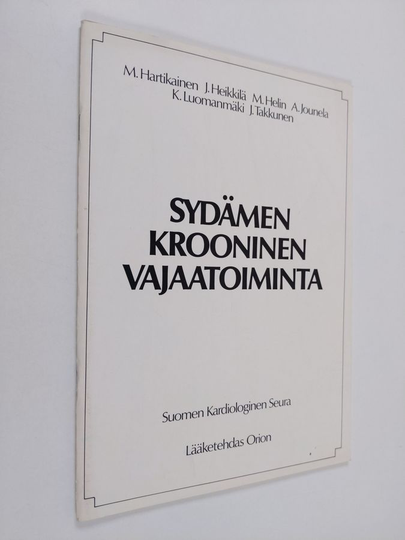 M. Hartikainen J. Heikkilä M. Helin A. Jounela
K. Luomanmäki J. Takkunen
SYDÄMEN
KROONINEN
VAJAATOIMINTA
Suomen Kardiologinen Seura
Lääketehdas Orion